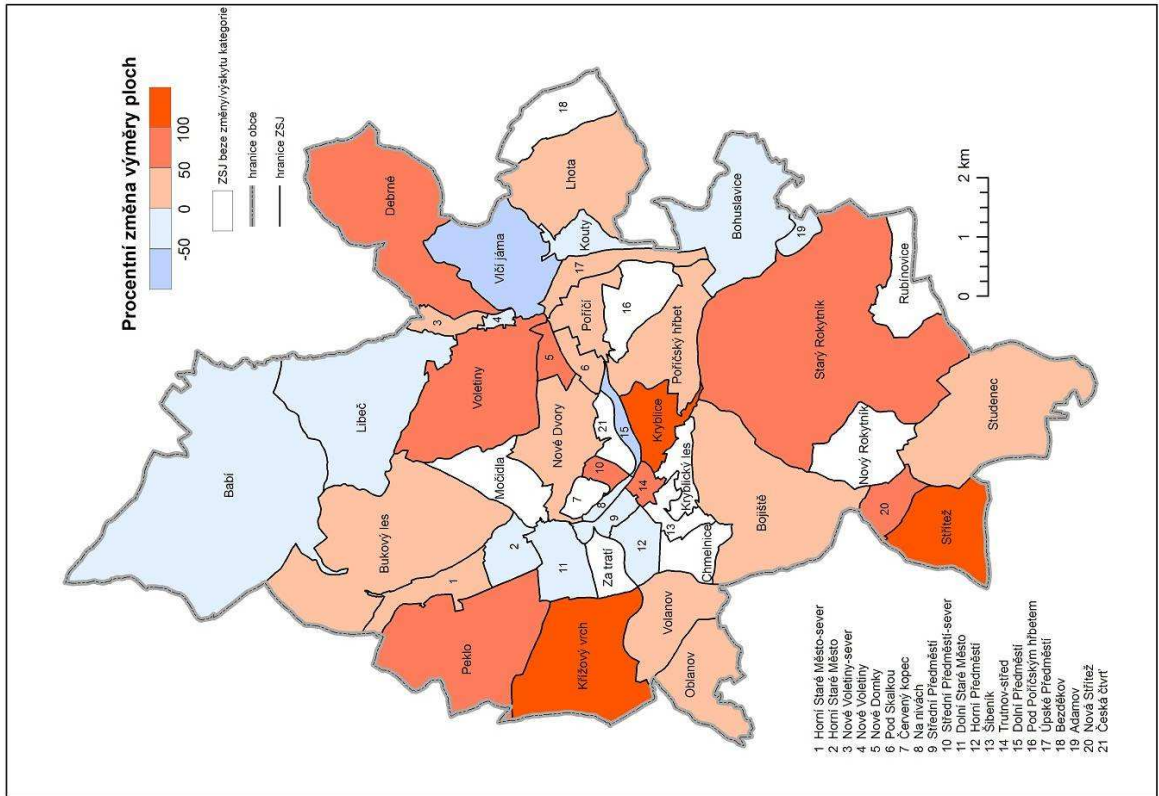 Procentní změna výměry ploch
-50
0
50
100
ZSJ beze změny/výskytu kategorie
hranice obce
hranice ZSJ
Babí
Libeč
Debrné
3
4
Vlčí jáma
Lhota
18
Kouty
17
Bukový les
Voletiny
Močidla
Nové Dvory
5
6
Poříčí
16
Bohuslavice
19
1
2
Peklo
11
Za tratí
7
8
9
10
21
15
Kryblice
Poříčský hřbet
14
13
12
Kryblický les
Chmelnice
Křížový vrch
Volanov
Oblanov
Bojiště
Starý Rokytník
Rubínovice
Nový Rokytník
20
Střítež
Studenec
0 1 2 km
1 Horní Staré Město-sever
2 Horní Staré Město
3 Nové Voletiny-sever
4 Nové Voletiny
5 Nové Domky
6 Pod Skalkou
7 Červený kopec
8 Na nivách
9 Střední Předměstí
10 Střední Předměstí-sever
11 Dolní Staré Město
12 Horní Předměstí
13 Šibeník
14 Trutnov-střed
15 Dolní Předměstí
16 Pod Poříčským hřbetem
17 Úpské Předměstí
18 Bezděkov
19 Adamov
20 Nová Střítež
21 Česká čtvrť